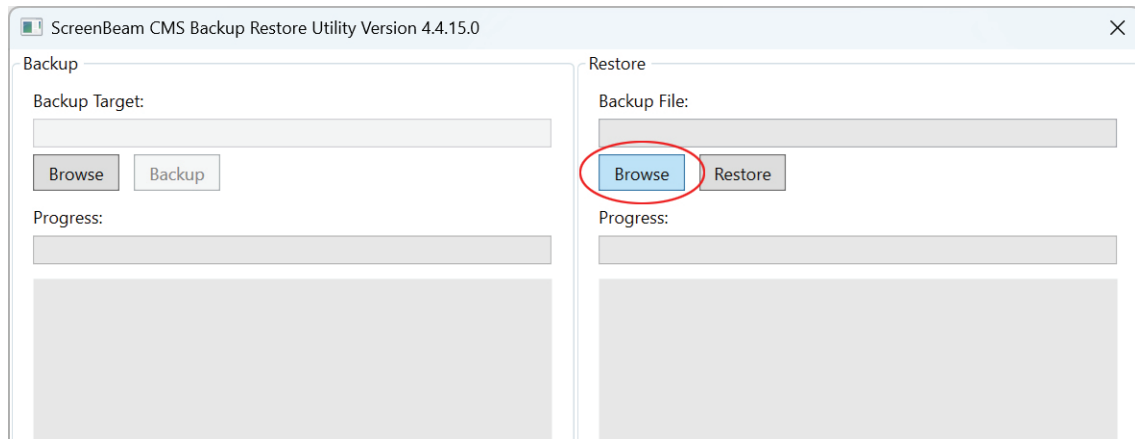 ScreenBeam CMS Backup Restore Utility Version 4.4.15.0
Backup
Backup Target:
Browse Backup
Progress:
Restore
Backup File:
Browse Restore
Progress: